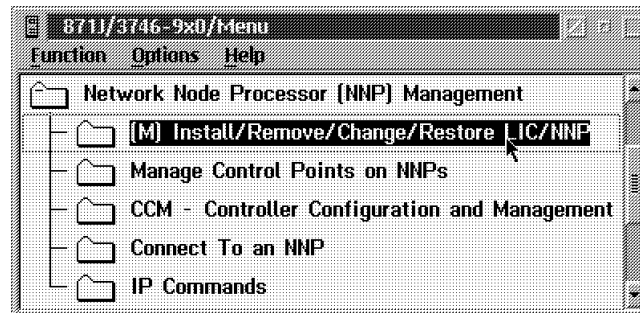 871J/3746-9x0/Menu
Function Options Help
Network Node Processor (NNP) Management
(M) Install/Remove/Change/Restore LIC/NNP
Manage Control Points on NNPs
CCM - Controller Configuration and Management
Connect To an NNP
IP Commands